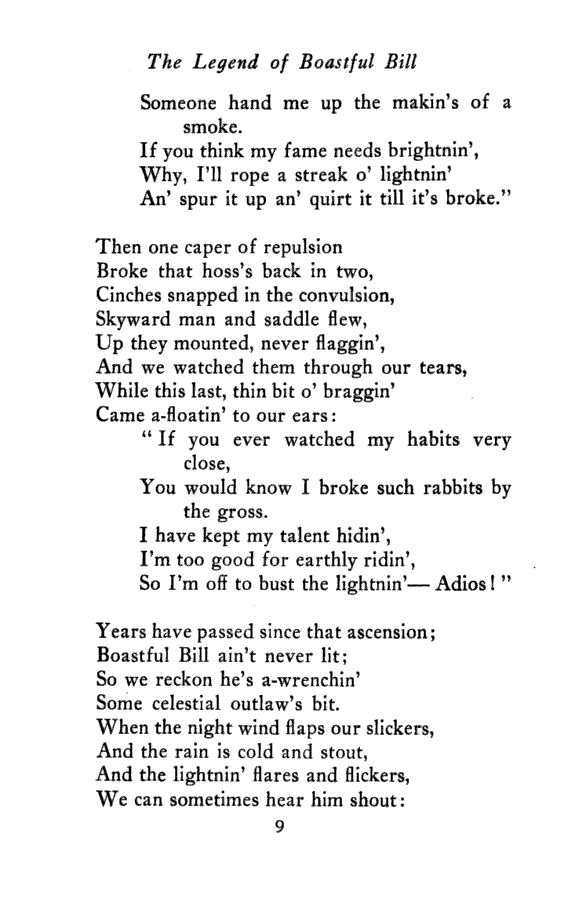 The Legend of Boastful Bill
Someone hand me up the makin's of a
smoke.
If you think my fame needs brightnin',
Why, I'll rope a streak o' lightnin'
An' spur it up an' quirt it till it's broke."
Then one caper of repulsion
Broke that hoss's back in two,
Cinches snapped in the convulsion,
Skyward man and saddle flew,
Up they mounted, never flaggin',
And we watched them through our tears,
While this last, thin bit o' braggin'
Came a-floatin' to our ears:
" If you ever watched my habits very
close,
You would know I broke such rabbits by
the gross.
I have kept my talent hidin',
I'm too good for earthly ridin',
So I'm off to bust the lightnin'— Adios! "
Years have passed since that ascension;
Boastful Bill ain't never lit;
So we reckon he's a-wrenchin'
Some celestial outlaw's bit.
When the night wind flaps our slickers,
And the rain is cold and stout,
And the lightnin' flares and flickers,
We can sometimes hear him shout:
9